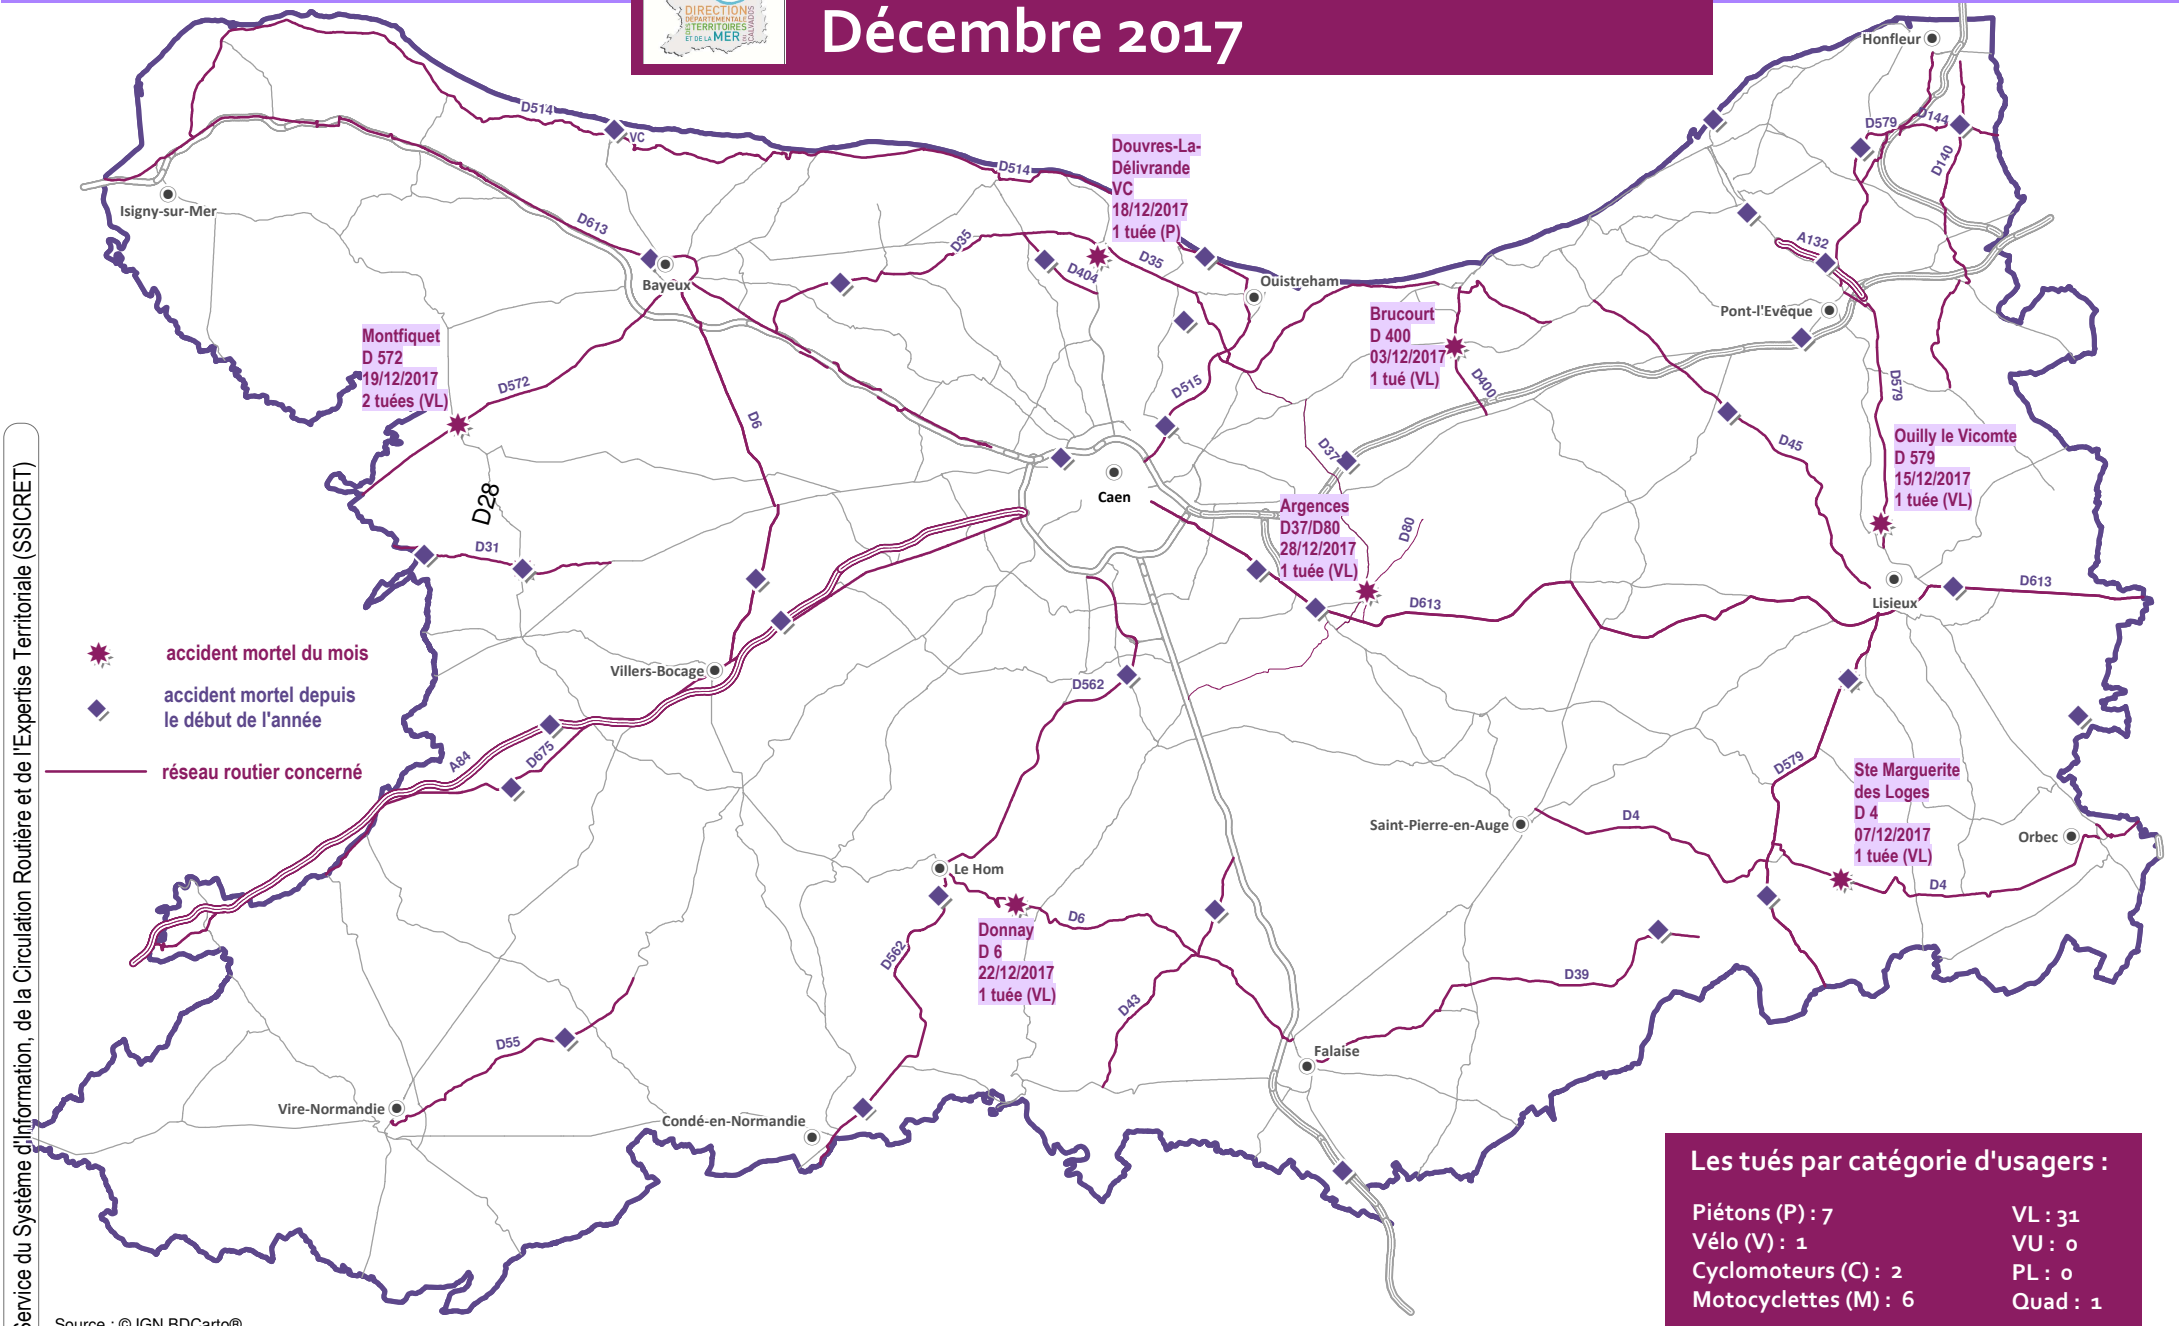 DIRECTION
DÉPARTEMENTALE
DES TERRITOIRES
ET DE LA MER
CALVADOS
Décembre 2017
Honfleur
D514
VC
D579
D144
D140
Douvres-La-
Délivrande
VC
18/12/2017
1 tuée (P)
D514
Isigny-sur-Mer
D613
D35
D35
D404
A132
Bayeux
Ouistreham
Pont-l'Evêque
Brucourt
D 400
03/12/2017
1 tué (VL)
Montfiquet
D 572
19/12/2017
2 tuées (VL)
D572
D6
D515
D400
D579
D37
D45
Ouilly le Vicomte
D 579
15/12/2017
1 tuée (VL)
Caen
D28
Argences
D37/D80
28/12/2017
1 tuée (VL)
D80
D31
D613
D613
Lisieux
accident mortel du mois
accident mortel depuis
le début de l'année
réseau routier concerné
Villers-Bocage
D562
A84
D675
D579
Ste Marguerite
des Loges
D 4
07/12/2017
1 tuée (VL)
Saint-Pierre-en-Auge
D4
Orbec
D4
Le Hom
D6
Donnay
D 6
22/12/2017
1 tuée (VL)
D562
D43
D39
D55
Falaise
Vire-Normandie
Condé-en-Normandie
Les tués par catégorie d'usagers :
Piétons (P) : 7
Vélo (V) : 1
Cyclomoteurs (C) : 2
Motocyclettes (M) : 6
VL : 31
VU : 0
PL : 0
Quad : 1
Service du Système d'Information, de la Circulation Routière et de l'Expertise Territoriale (SSICRET)
Source : © IGN BDCarto®